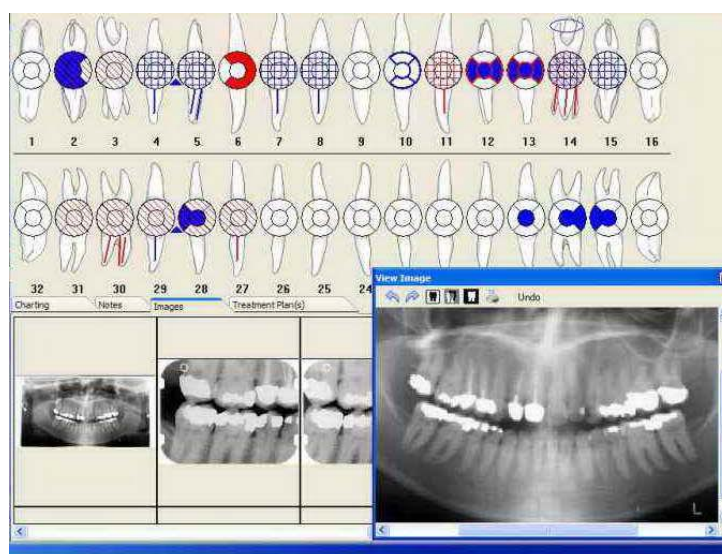 1 2 3 4 5 6 7 8 9 10 11 12 13 14 15 16
32 31 30 29 28 27 26 25 24
Charting Notes Images Treatment Plan(s)
View Image
Undo
L